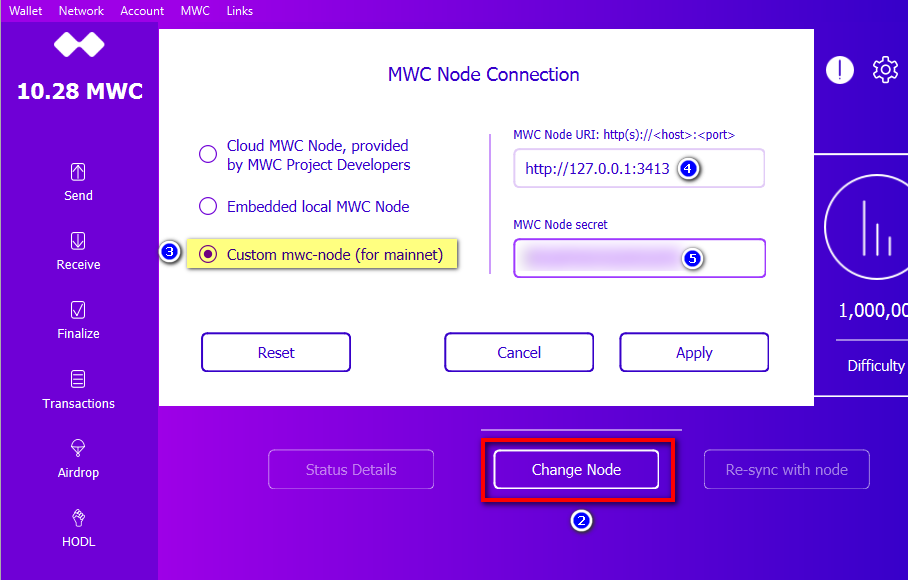 Wallet Network Account MWC Links
10.28 MWC
Send
Receive
Finalize
Transactions
Airdrop
HODL
MWC Node Connection
Cloud MWC Node, provided
by MWC Project Developers
Embedded local MWC Node
3
Custom mwc-node (for mainnet)
MWC Node URI: http(s)://<host>:<port>
http://127.0.0.1:3413 4
MWC Node secret
5
Reset Cancel Apply
1,000,00
Difficulty
Status Details Change Node Re-sync with node
2